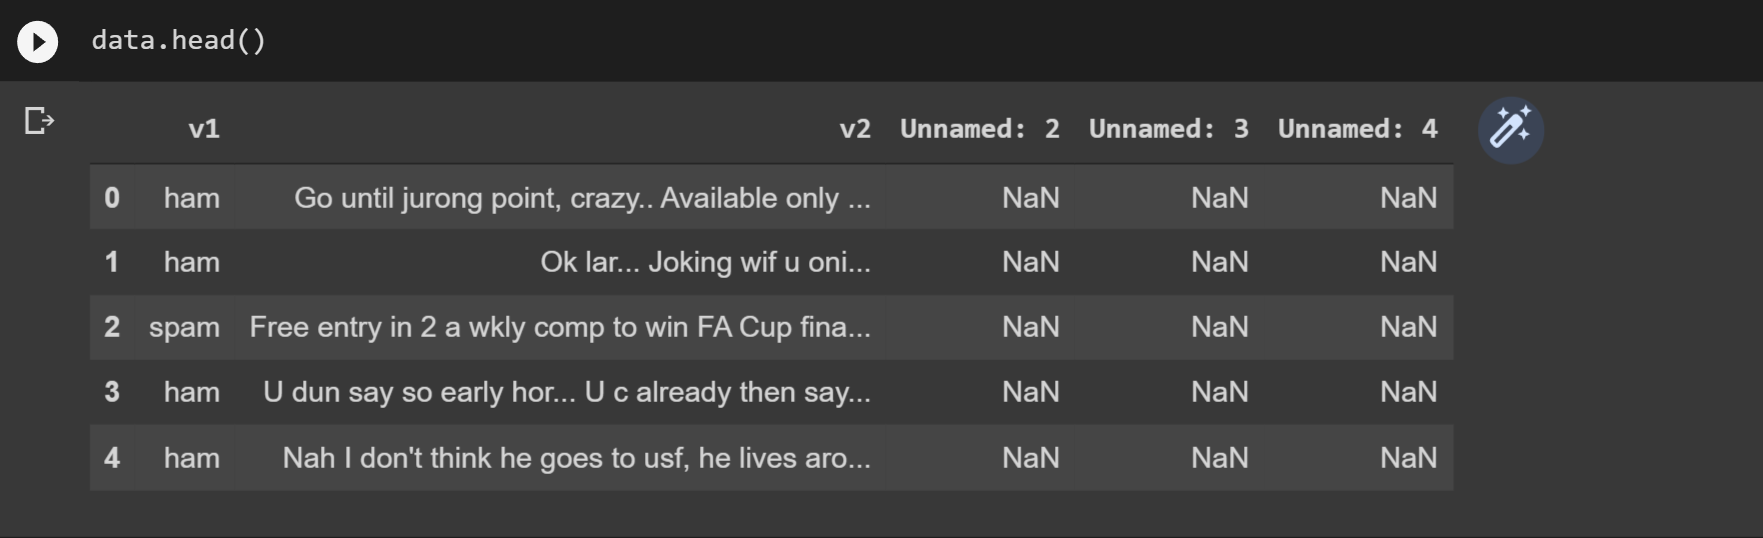 data.head()
v1 v2 Unnamed: 2 Unnamed: 3 Unnamed: 4
0 ham Go until jurong point, crazy.. Available only ... NaN NaN NaN
1 ham Ok lar... Joking wif u oni... NaN NaN NaN
2 spam Free entry in 2 a wkly comp to win FA Cup fina... NaN NaN NaN
3 ham U dun say so early hor... U c already then say... NaN NaN NaN
4 ham Nah I don't think he goes to usf, he lives aro... NaN NaN NaN